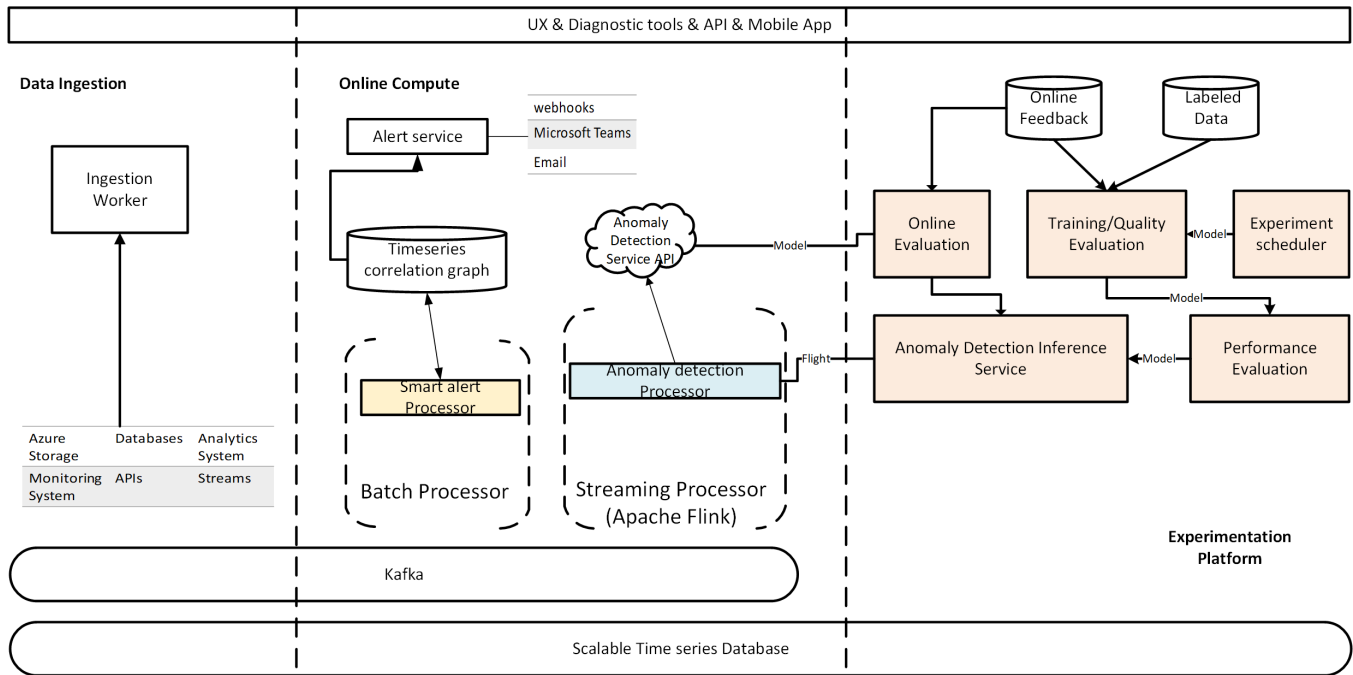 UX & Diagnostic tools & API & Mobile App
Data Ingestion
Ingestion
Worker
Azure
Storage
Databases
Analytics
System
Monitoring
System
APIs
Streams
Online Compute
Alert service
webhooks
Microsoft Teams
Email
Timeseries
correlation graph
Smart alert
Processor
Batch Processor
Anomaly
Detection
Service API
Anomaly detection
Processor
Streaming Processor
(Apache Flink)
Model
Flight
Online
Feedback
Labeled
Data
Online
Evaluation
Training/Quality
Evaluation
Model
Experiment
scheduler
Model
Anomaly Detection Inference
Service
Model
Performance
Evaluation
Experimentation
Platform
Kafka
Scalable Time series Database